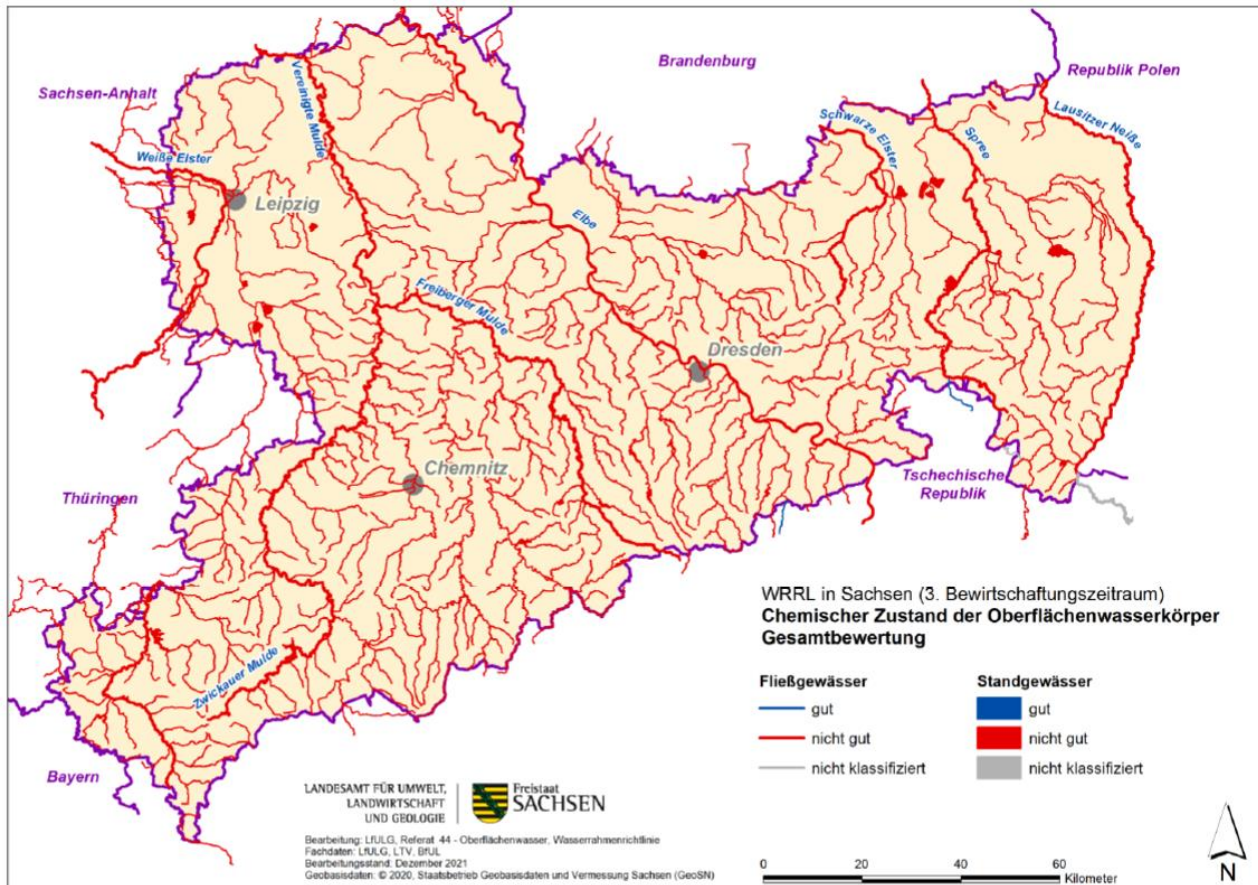 Brandenburg
Republik Polen
Sachsen-Anhalt
Vereinigte Mulde
Schwarze Elster
Spree
Lausitzer Neiße
Weiße Elster
Leipzig
Elbe
Freiberger Mulde
Dresden
Chemnitz
Tschechische
Republik
Thüringen
Zwickauer Mulde
Bayern
WRRL in Sachsen (3. Bewirtschaftungszeitraum)
Chemischer Zustand der Oberflächenwasserkörper
Gesamtbewertung
Fließgewässer
Standgewässer
gut
gut
nicht gut
nicht gut
nicht klassifiziert
nicht klassifiziert
LANDESAMT FÜR UMWELT,
LANDWIRTSCHAFT
UND GEOLOGIE
Freistaat
SACHSEN
Bearbeitung: LfULG, Referat 44 - Oberflächenwasser, Wasserrahmenrichtlinie
Fachdaten: LfULG, LTV, BfUL
Bearbeitungsstand: Dezember 2021
Geobasisdaten: © 2020, Staatsbetrieb Geobasisdaten und Vermessung Sachsen (GeoSN)
0 20 40 60
Kilometer
N